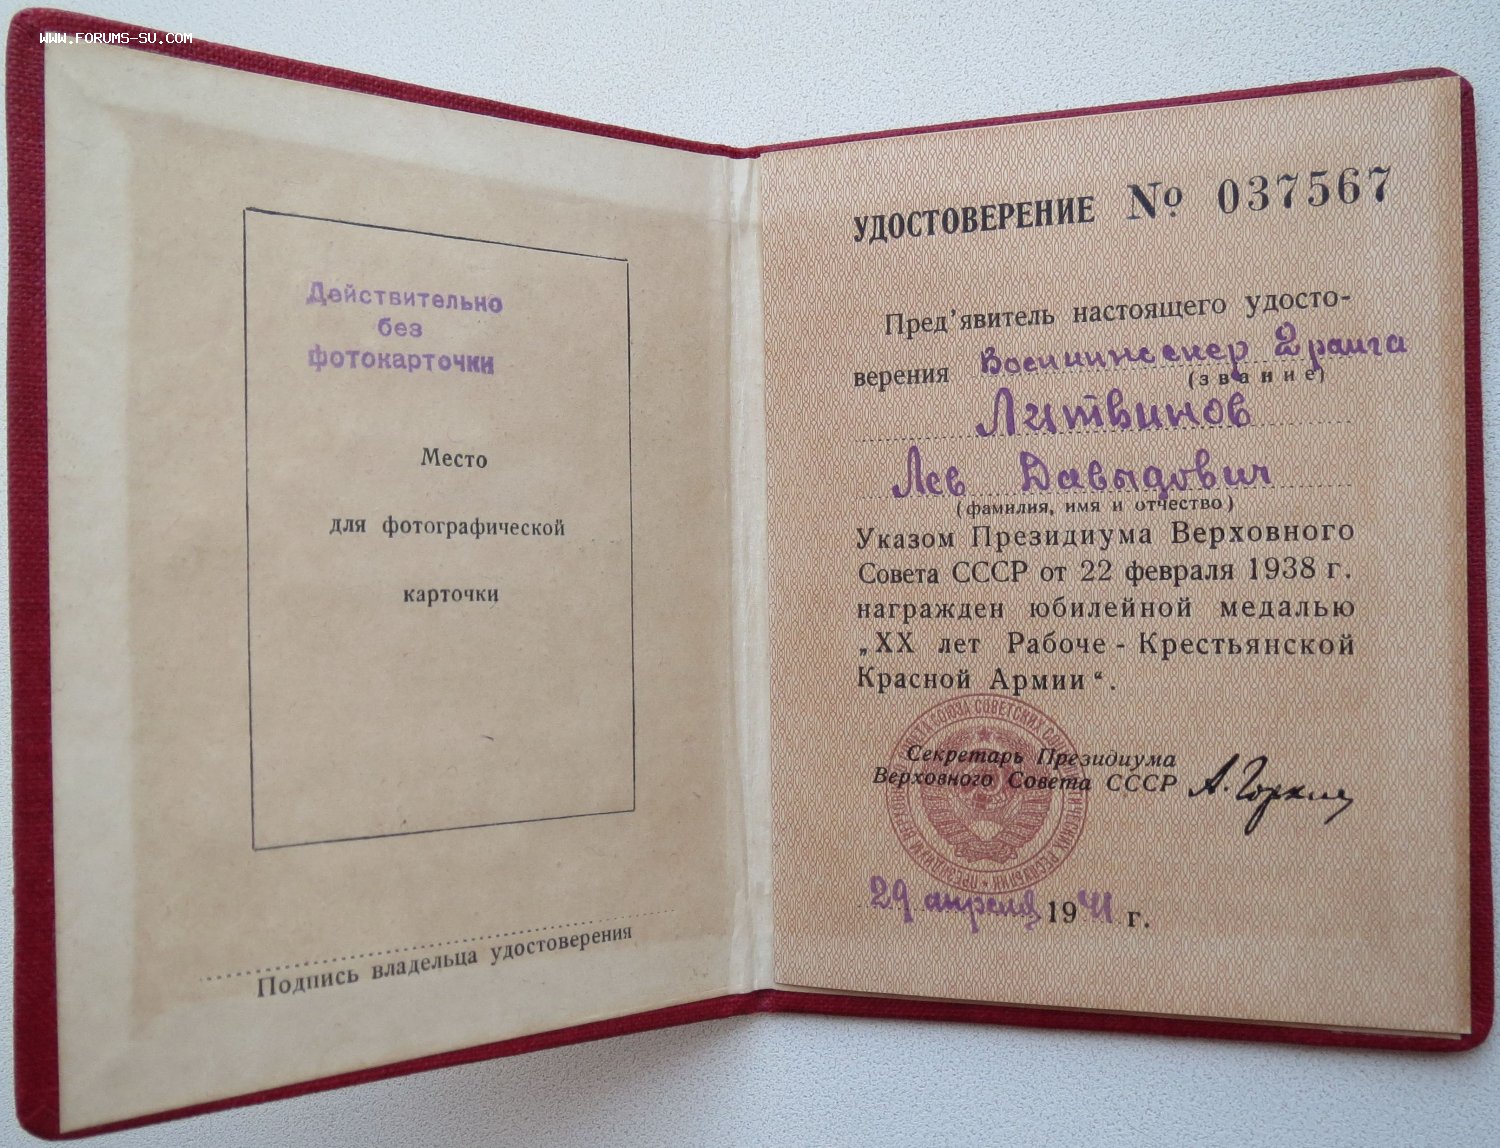 WWW.FORUMS-SU.COM
Действительно
без
фотокарточки
Место
для фотографической
карточки
Подпись владельца удостоверения
УДОСТОВЕРЕНИЕ № 037567
Пред'явитель настоящего удосто-
верения Военинженер 2 ранга
(звание)
Литвинов
Лев Давыдович
(фамилия, имя и отчество)
Указом Президиума Верховного
Совета СССР от 22 февраля 1938 г.
награжден юбилейной медалью
„ХХ лет Рабоче - Крестьянской
Красной Армии“.
Секретарь Президиума
Верховного Совета СССР А. Горкин
29 апреля 1941 г.